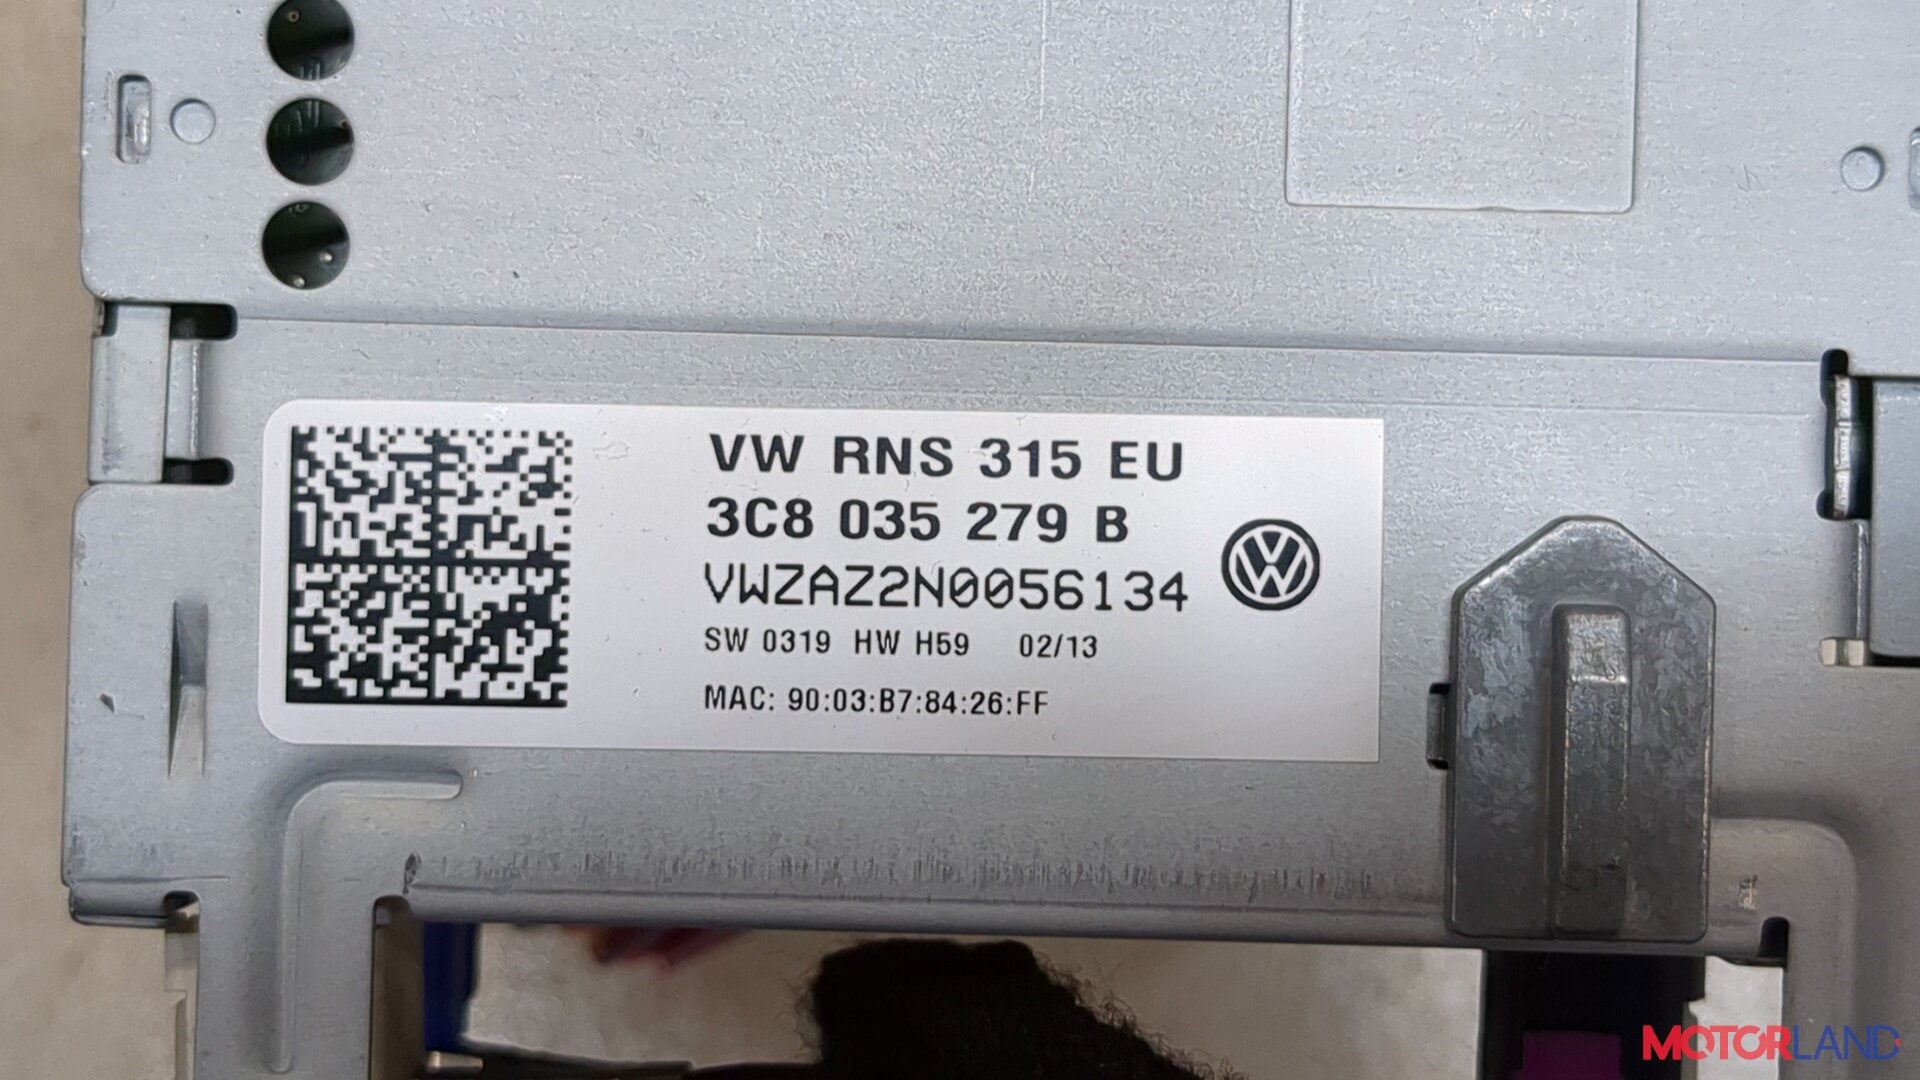 VW RNS 315 EU
3C8 035 279 B
VWZAZ2N0056134
SW 0319 HW H59 02/13
MAC: 90:03:B7:84:26:FF
MOTORLAND